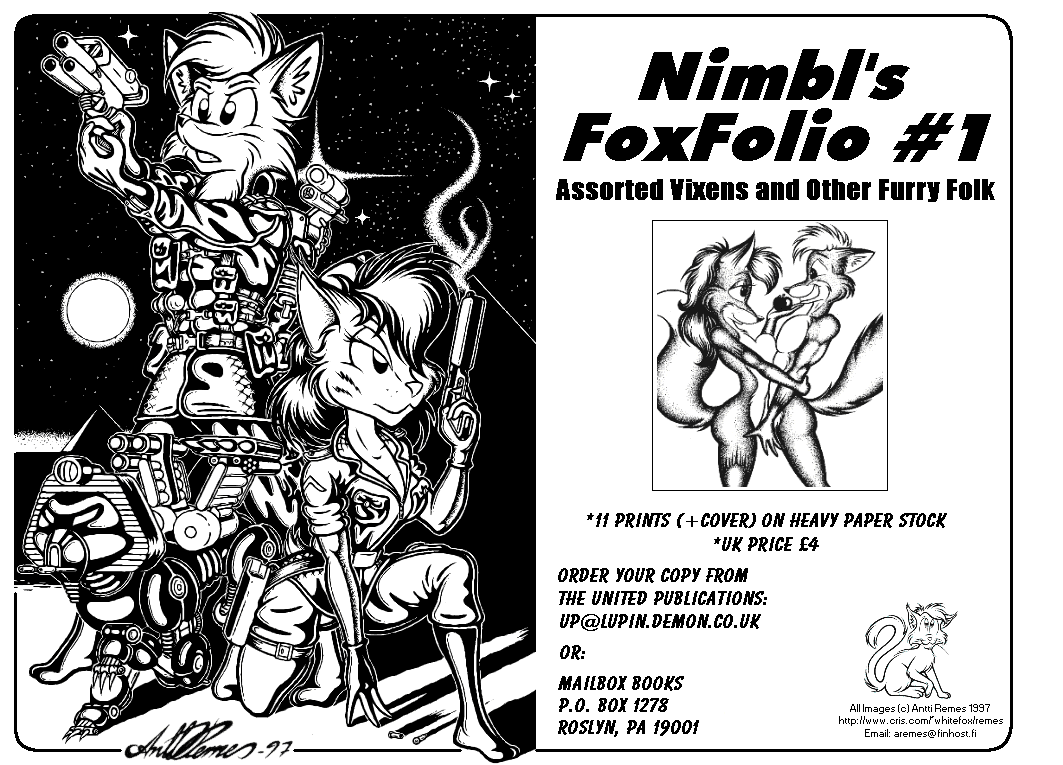 Nimbl's
FoxFolio #1
Assorted Vixens and Other Furry Folk
*11 PRINTS (+COVER) ON HEAVY PAPER STOCK
*UK PRICE £4
ORDER YOUR COPY FROM
THE UNITED PUBLICATIONS:
UP@LUPIN.DEMON.CO.UK
OR:
MAILBOX BOOKS
P.O. BOX 1278
ROSLYN, PA 19001
All Images (c) Antti Remes 1997
http://www.cris.com/~whitefox/remes
Email: aremes@finhost.fi
Antti Remes -97